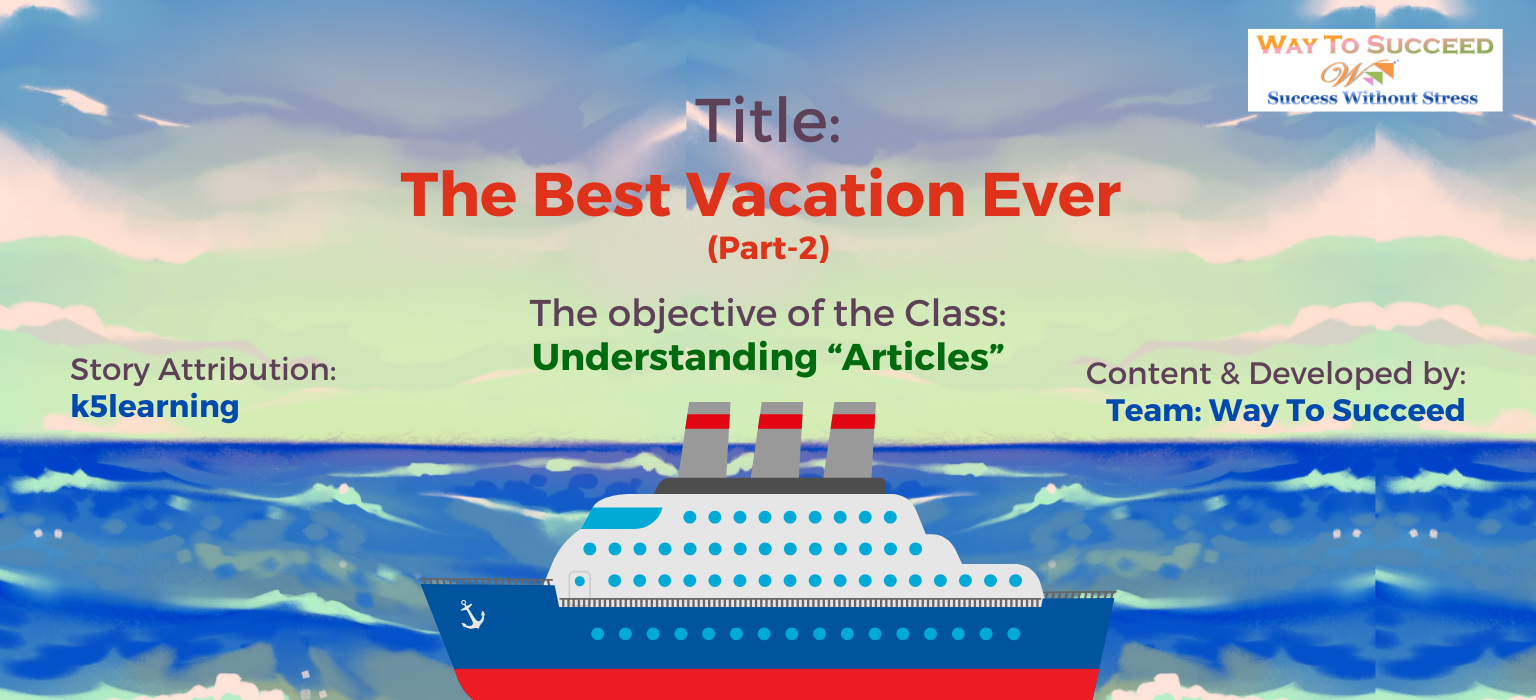 WAY TO SUCCEED
W
Success Without Stress
Title:
The Best Vacation Ever
(Part-2)
The objective of the Class:
Understanding “Articles”
Story Attribution:
k5learning
Content & Developed by:
Team: Way To Succeed